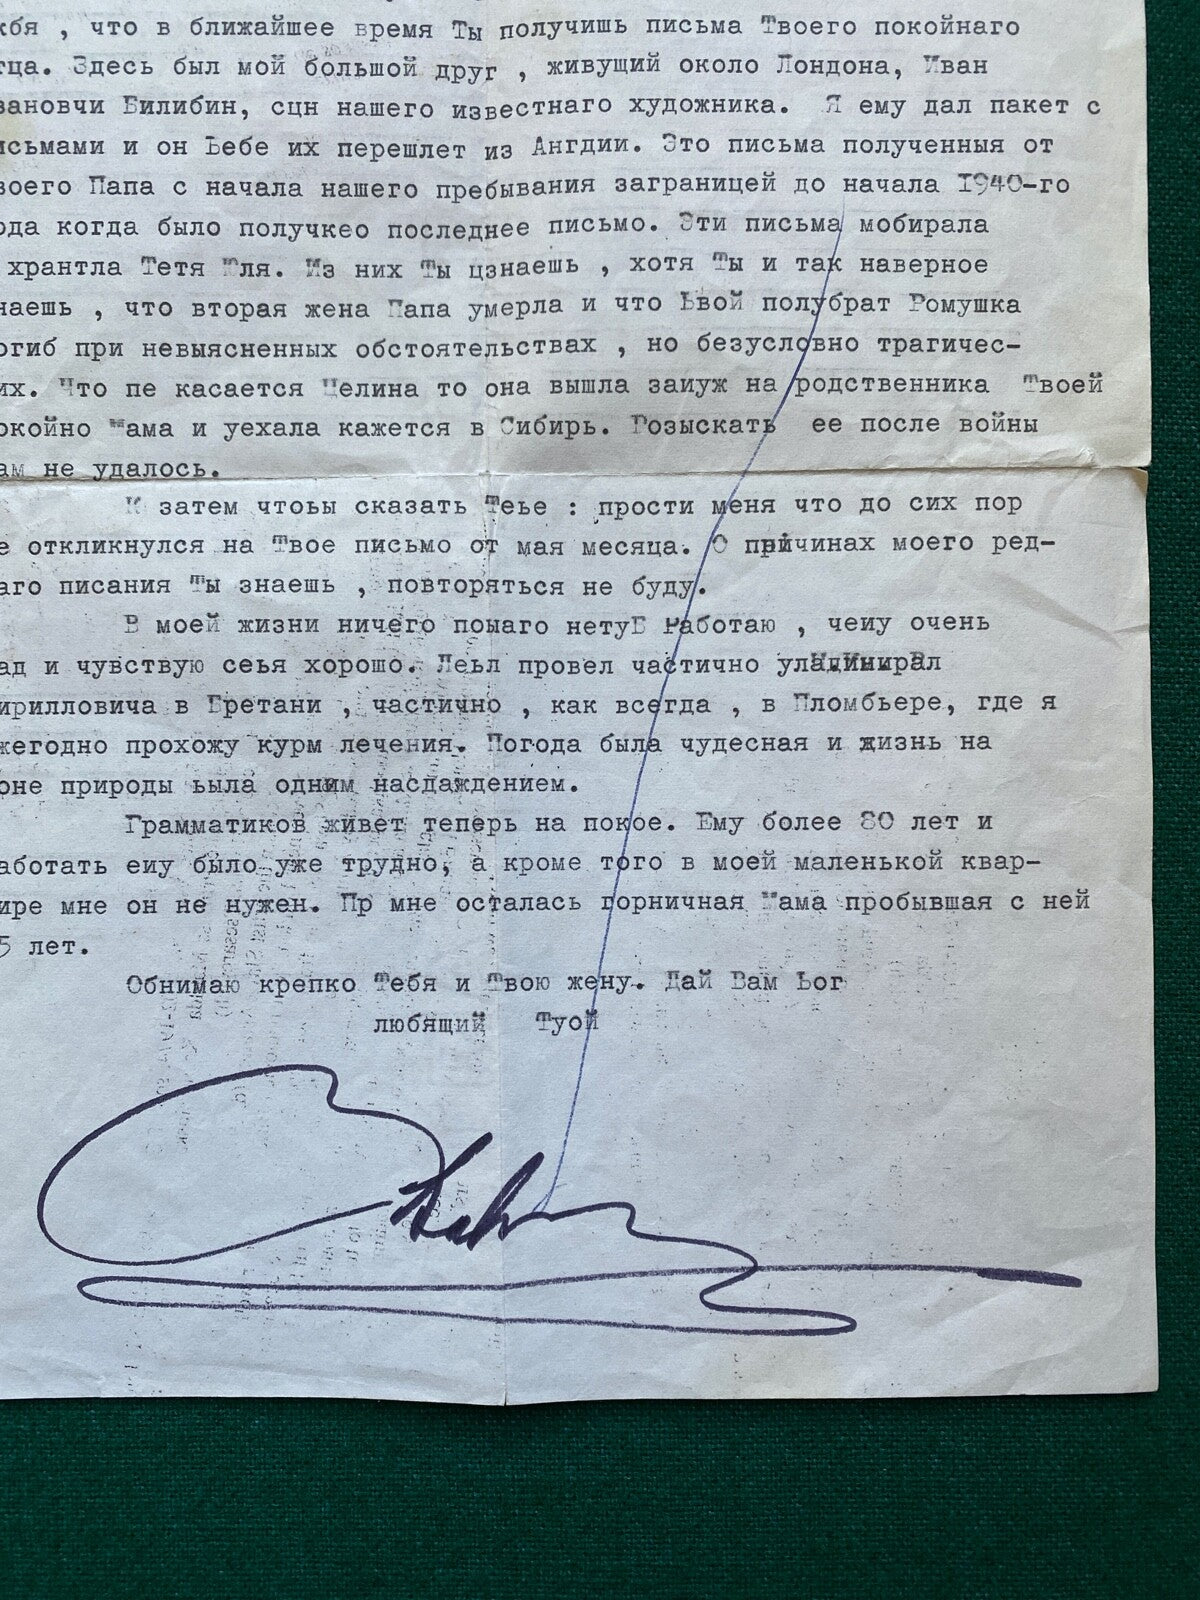 кбя , что в ближайшее время Ты получишь письма Твоего покойнаго
тца. Здесь был мой большой друг , живущий около Лондона, Иван
вановчи Билибин, сцн нашего известнаго художника. Я ему дал пакет с
исьмами и он Ьебе их перешлет из Ангдии. Это письма полученныя от
воего Папа с начала нашего пребывания заграницей до начала 1940-го
ода когда было получкео последнее письмо. Эти письма мобирала
хрантла Тетя Юля. Из них Ты цзнаешь , хотя Ты и так наверное
наешь , что вторая жена Папа умерла и что Ьвой полубрат Ромушка
огиб при невыясненных обстоятельствах , но безусловно трагичес-
их. Что пе касается Целина то она вышла заиуж на родственника Твоей
окойно Мама и уехала кажется в Сибирь. Розыскать ее после войны
ам не удалось.
К затем чтоьы сказать Теье : прости меня что до сих пор
е откликнулся на Твое письмо от мая месяца. О причинах моего ред-
аго писания Ты знаешь , повторяться не буду.
В моей жизни ничего понаго нетуБ Работаю , чеиу очень
ад и чувствую сеья хорошо. Леьл провел частично у
ирилловича в Бретани , частично , как всегда , в Пломбьере, где я
жегодно прохожу курм лечения. Погода была чудесная и жизнь на
оне природы ьыла одним насдаждением.
Грамматиков живет теперь на покое. Ему более 80 лет и
аботать еиу было уже трудно, а кроме того в моей маленькой квар-
ире мне он не нужен. Пр мне осталась горничная Мама пробывшая с ней
5 лет.
Обнимаю крепко Тебя и Твою жену. Дай Вам Ьог
любящий Туой